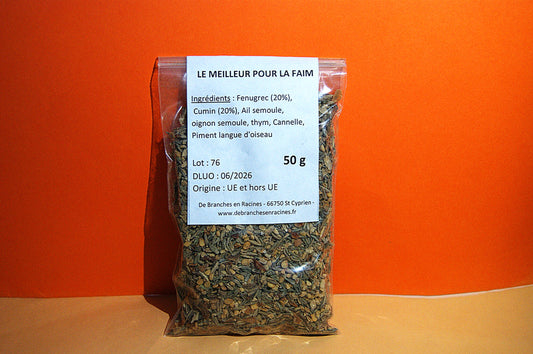 LE MEILLEUR POUR LA FAIM
Ingrédients : Fenugrec (20%),
Cumin (20%), Ail semoule,
oignon semoule, thym, Cannelle,
Piment langue d'oiseau
Lot : 76
50 g
DLUO : 06/2026
Origine : UE et hors UE
De Branches en Racines - 66750 St Cyprien -
www.debranchesenracines.fr